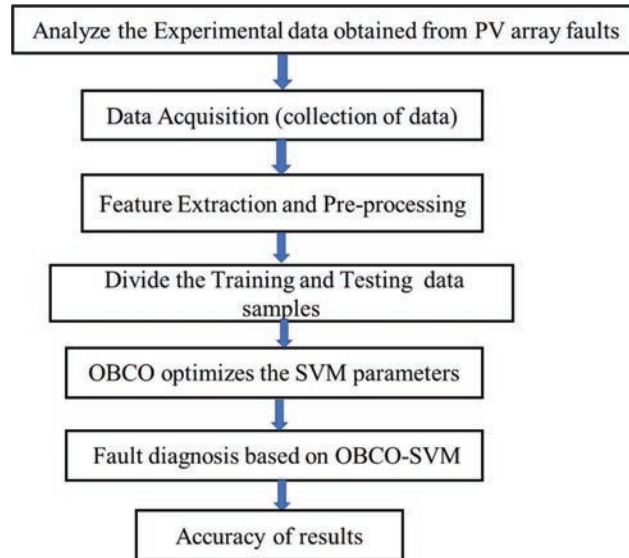 Analyze the Experimental data obtained from PV array faults
Data Acquisition (collection of data)
Feature Extraction and Pre-processing
Divide the Training and Testing data
samples
OBCO optimizes the SVM parameters
Fault diagnosis based on OBCO-SVM
Accuracy of results